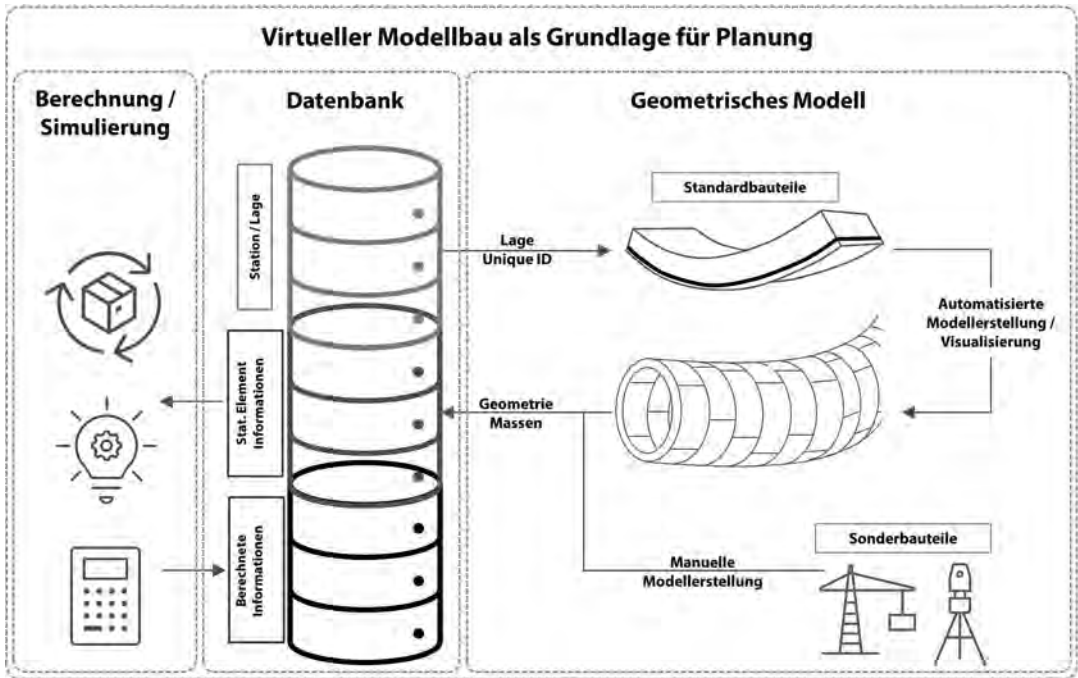 Virtueller Modellbau als Grundlage für Planung
Berechnung /
Simulierung
Datenbank
Station / Lage
Stat. Element
Informationen
Berechnete
Informationen
Geometrisches Modell
Standardbauteile
Lage
Unique ID
Automatisierte
Modellerstellung /
Visualisierung
Geometrie
Massen
Sonderbauteile
Manuelle
Modellerstellung